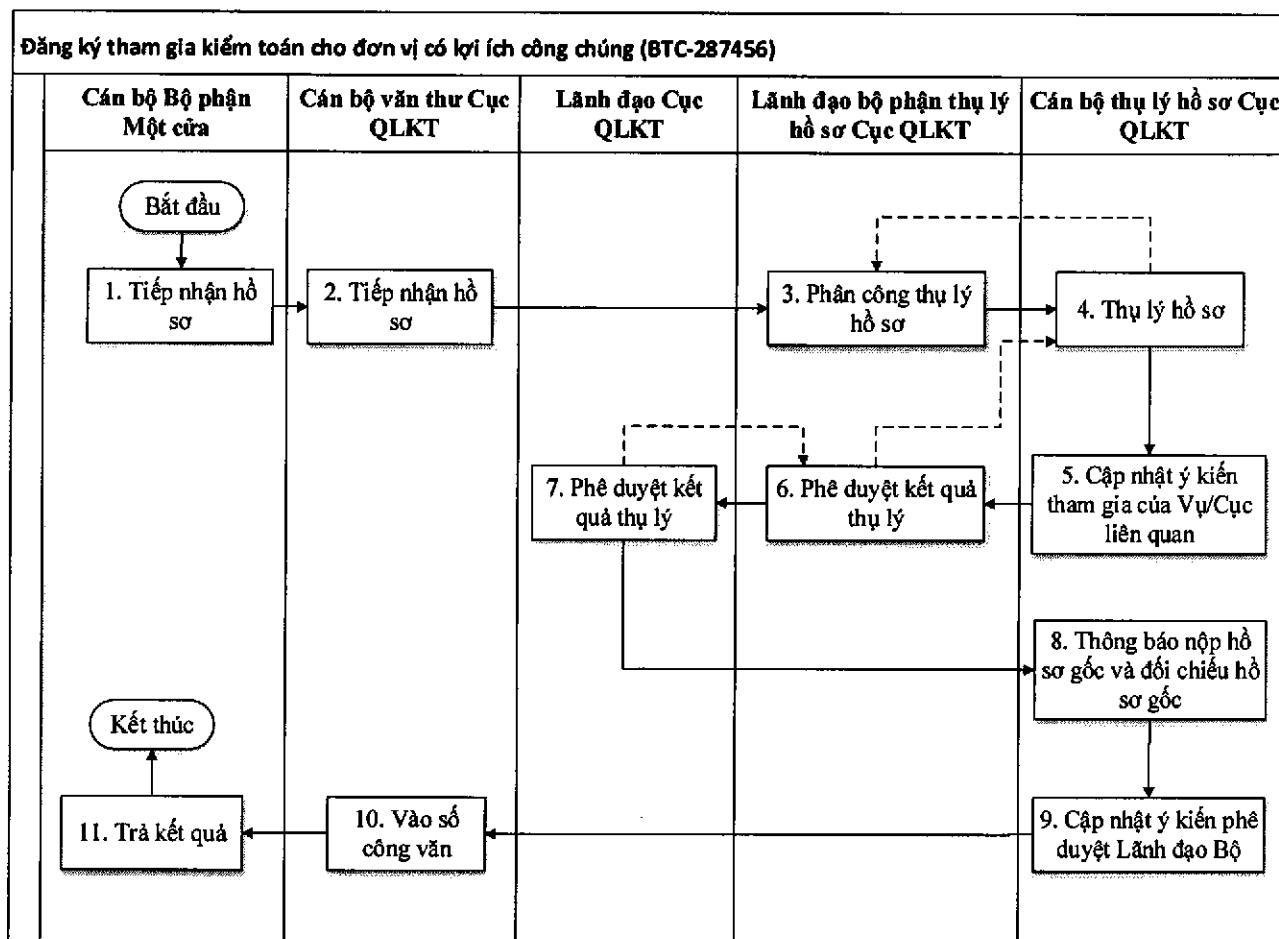 Đăng ký tham gia kiểm toán cho đơn vị có lợi ích công chúng (BTC-287456)
Cán bộ Bộ phận
Một cửa
Cán bộ văn thư Cục
QLKT
Lãnh đạo Cục
QLKT
Lãnh đạo bộ phận thụ lý
hồ sơ Cục QLKT
Cán bộ thụ lý hồ sơ Cục
QLKT
Bắt đầu
1. Tiếp nhận hồ
sơ
2. Tiếp nhận hồ
sơ
3. Phân công thụ lý
hồ sơ
4. Thụ lý hồ sơ
7. Phê duyệt kết
quả thụ lý
6. Phê duyệt kết quả
thụ lý
5. Cập nhật ý kiến
tham gia của Vụ/Cục
liên quan
8. Thông báo nộp hồ
sơ gốc và đối chiếu hồ
sơ gốc
Kết thúc
11. Trả kết quả
10. Vào số
công văn
9. Cập nhật ý kiến phê
duyệt Lãnh đạo Bộ